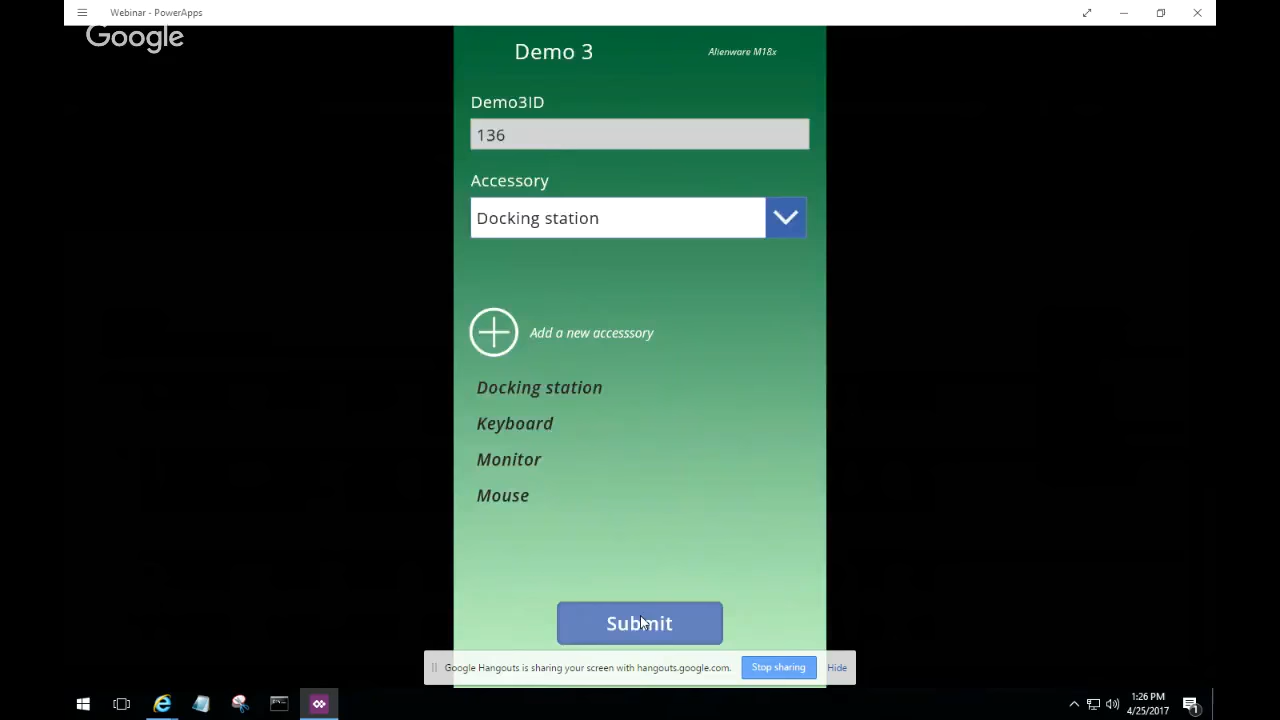 Webinar - PowerApps
Google
Demo 3
Alienware M18x
Demo3ID
136
Accessory
Docking station
Add a new accesssory
Docking station
Keyboard
Monitor
Mouse
Submit
Google Hangouts is sharing your screen with hangouts.google.com.
Stop sharing
Hide
1:26 PM
4/25/2017
1